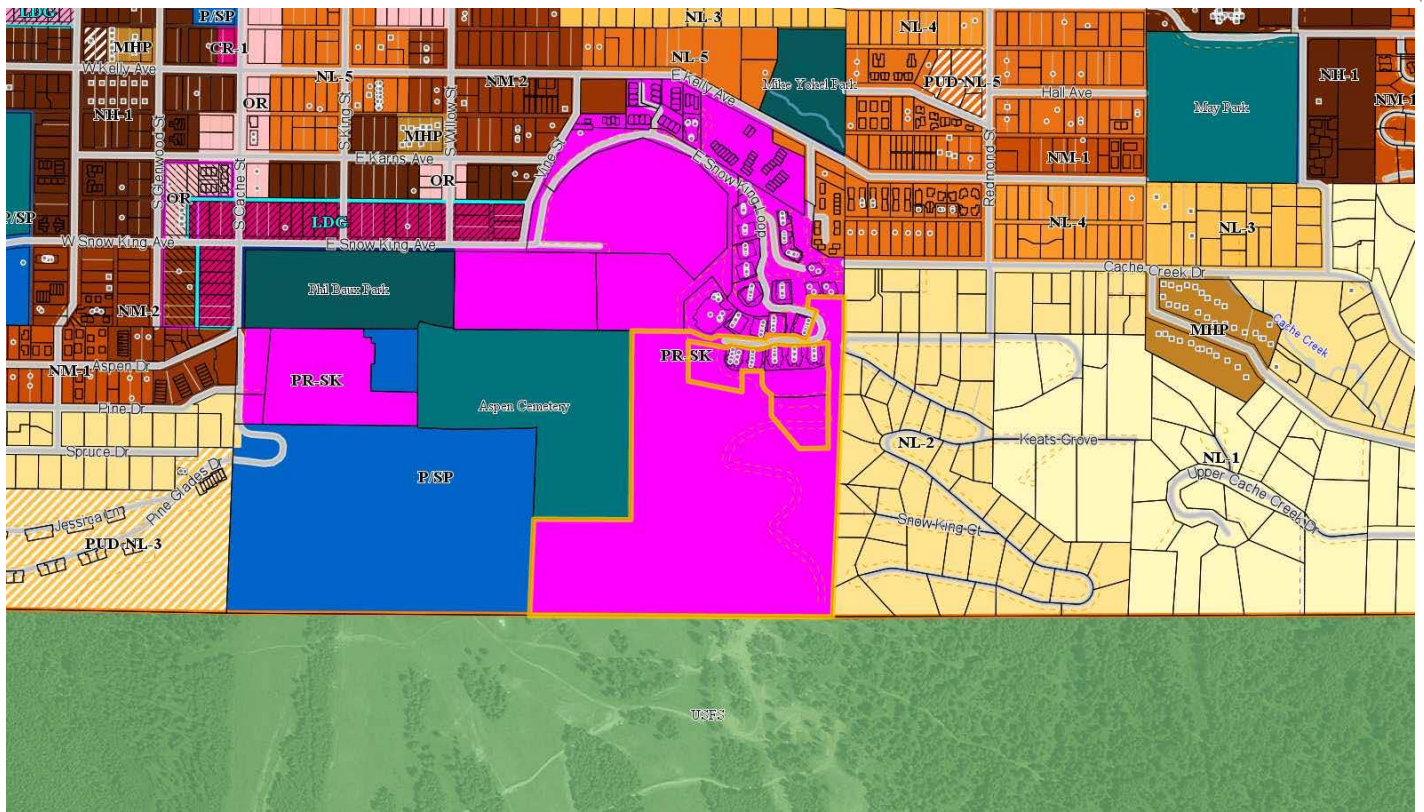 P/SP
NL-3
NL-4
LDG
MHP
CR-1
NL-5
W Kelly Ave
NL-5
NM-2
E Kelly Ave
Mike Yokel Park
PUD-NL-5
NH-1
Hall Ave
OR
S King St
S Willow St
May Park
NM-1
NH-1
MHP
S Glenwood St
E Karns Ave
Vine St
E Snow King Loop
Redmond St
NM-1
OR
OR
S Cache St
P/SP
LDG
NL-4
NL-3
W Snow King Ave
E Snow King Ave
Cache Creek Dr
Phil Baux Park
NM-2
MHP
Cache Creek
PR-SK
NM-1
Aspen Dr
PR-SK
Pine Dr
Aspen Cemetery
NL-2
Keats Grove
Spruce Dr
NL-1
P/SP
Pine Glades Dr
Upper Cache Creek Dr
Jessica Ln
Snow King Ct
PUD-NL-3
USFS